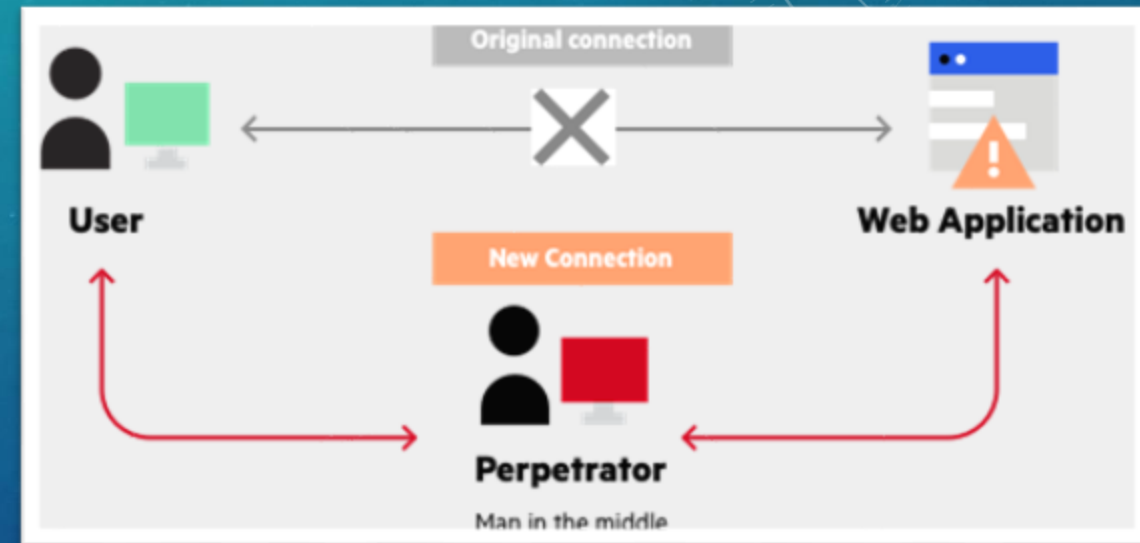 Original connection
User
Web Application
New Connection
Perpetrator
Man in the middle